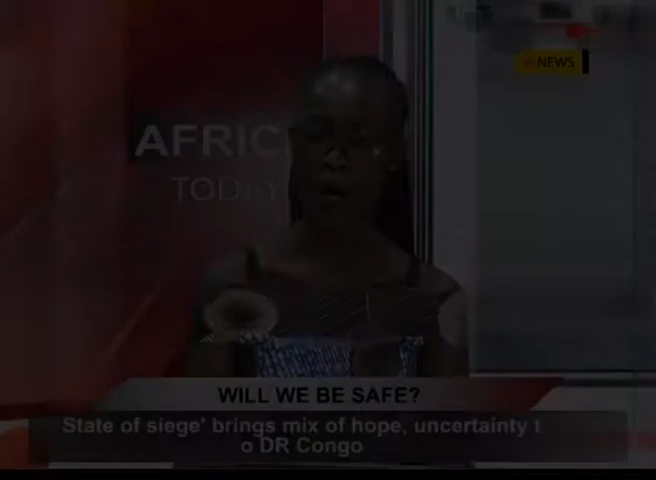 NEWS
AFRIC
TODAY
WILL WE BE SAFE?
State of siege' brings mix of hope, uncertainty t
o DR Congo